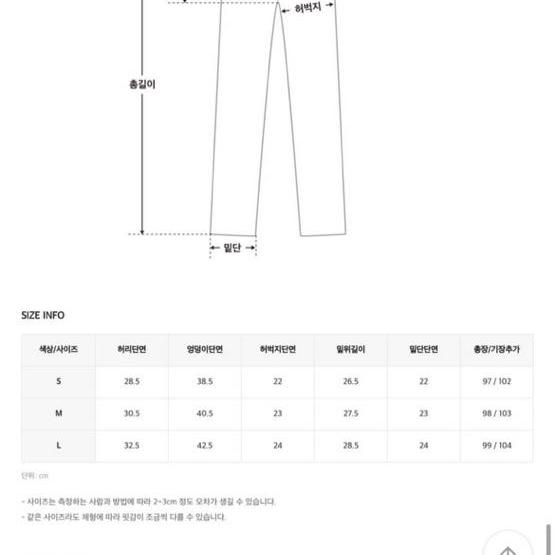 허벅지
총길이
밑단
SIZE INFO
색상/사이즈 허리단면 엉덩이단면 허벅지단면 밑위길이 밑단단면 총장/기장추가
S 28.5 38.5 22 26.5 22 97 / 102
M 30.5 40.5 23 27.5 23 98 / 103
L 32.5 42.5 24 28.5 24 99 / 104
단위: cm
- 사이즈는 측정하는 사람과 방법에 따라 2~3cm 정도 오차가 생길 수 있습니다.
- 같은 사이즈라도 체형에 따라 핏감이 조금씩 다를 수 있습니다.